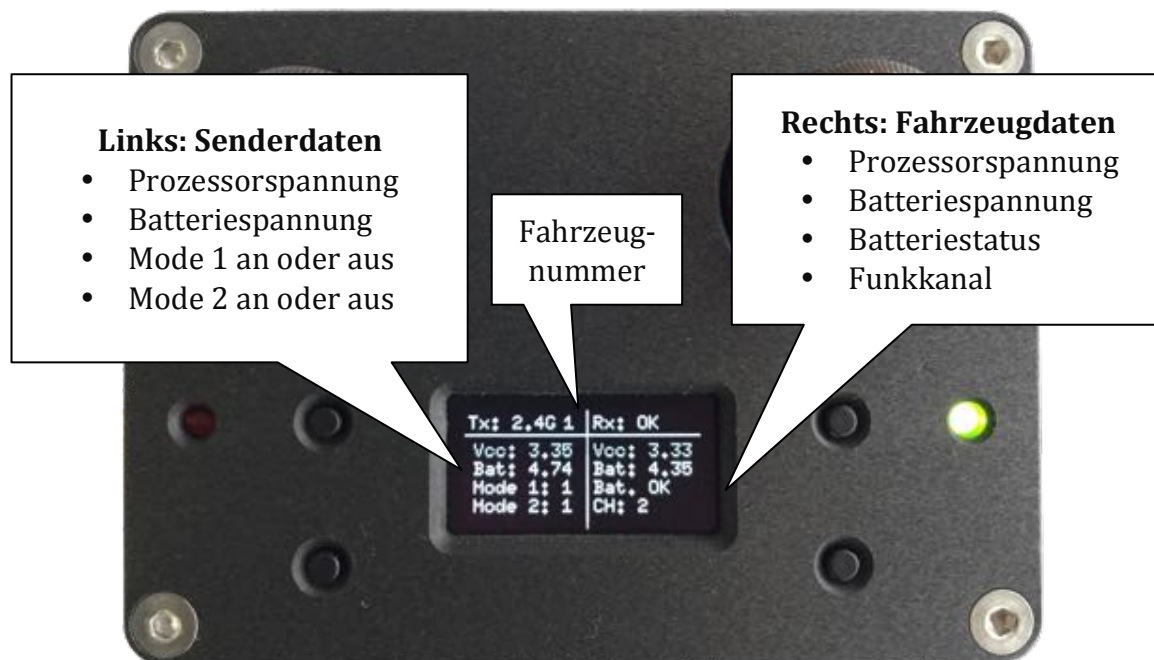 Links: Senderdaten
• Prozessorspannung
• Batteriespannung
• Mode 1 an oder aus
• Mode 2 an oder aus
Fahrzeug-
nummer
Rechts: Fahrzeugdaten
• Prozessorspannung
• Batteriespannung
• Batteriestatus
• Funkkanal
Tx: 2.4G 1
Vcc: 3.35
Bat: 4.74
Mode 1: 1
Mode 2: 1
Rx: OK
Vcc: 3.33
Bat: 4.35
Bat. OK
CH: 2